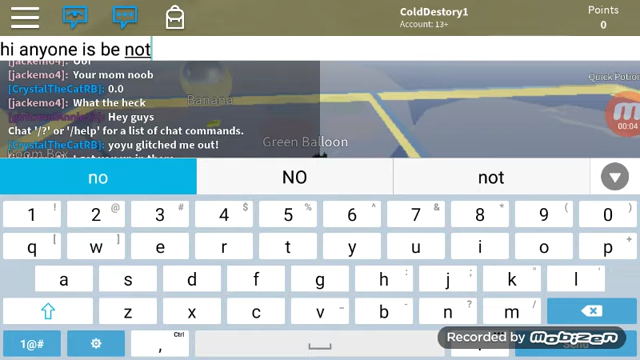 ColdDestory1
Account: 13+
Points
0
hi anyone is be not
[jackemo4]:
[jackemo4]: Your mom noob
[CrystalTheCatRB]: 0.0
[jackemo4]: What the heck
Hey guys
Chat '/?' or '/help' for a list of chat commands.
[CrystalTheCatRB]: yoyu glitched me out!
Banana
Green Balloon
Quick Potion
00:04
no NO not
1 ! 2 @ 3 # 4 $ 5 % 6 ^ 7 & 8 * 9 ( 0 )
q [ w ] e r t y u - i o p +
a s d f g h : j ; k " l '
z x c v b n m /
1@# Ctrl ,
Recorded by mobizen